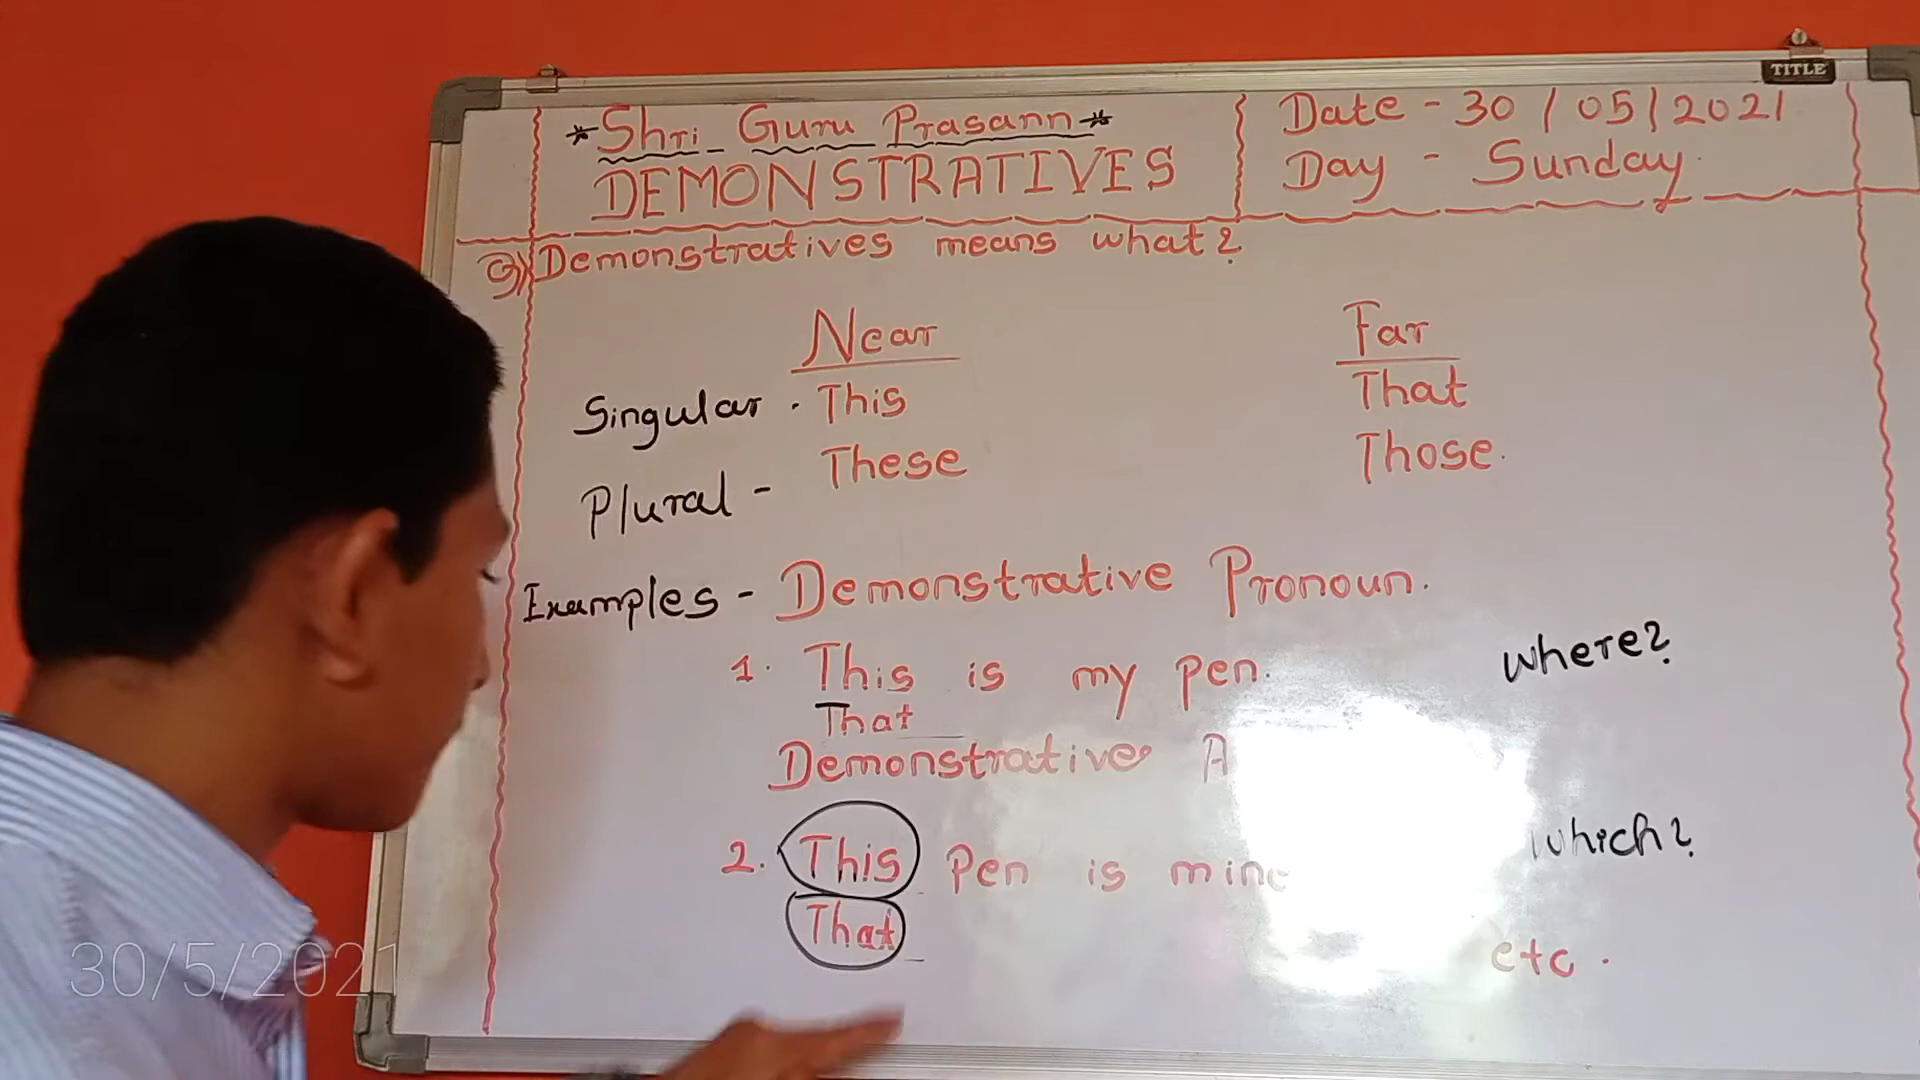 TITLE
*Shri Guru Prasann*
DEMONSTRATIVES
Date - 30/05/2021
Day - Sunday.
Demonstratives means what?
Near Far
Singular. This That
Plural - These Those.
Examples - Demonstrative Pronoun.
1. This is my pen. Where?
That
Demonstrative A
2. This Pen is mine Which?
That
etc.
30/5/2021